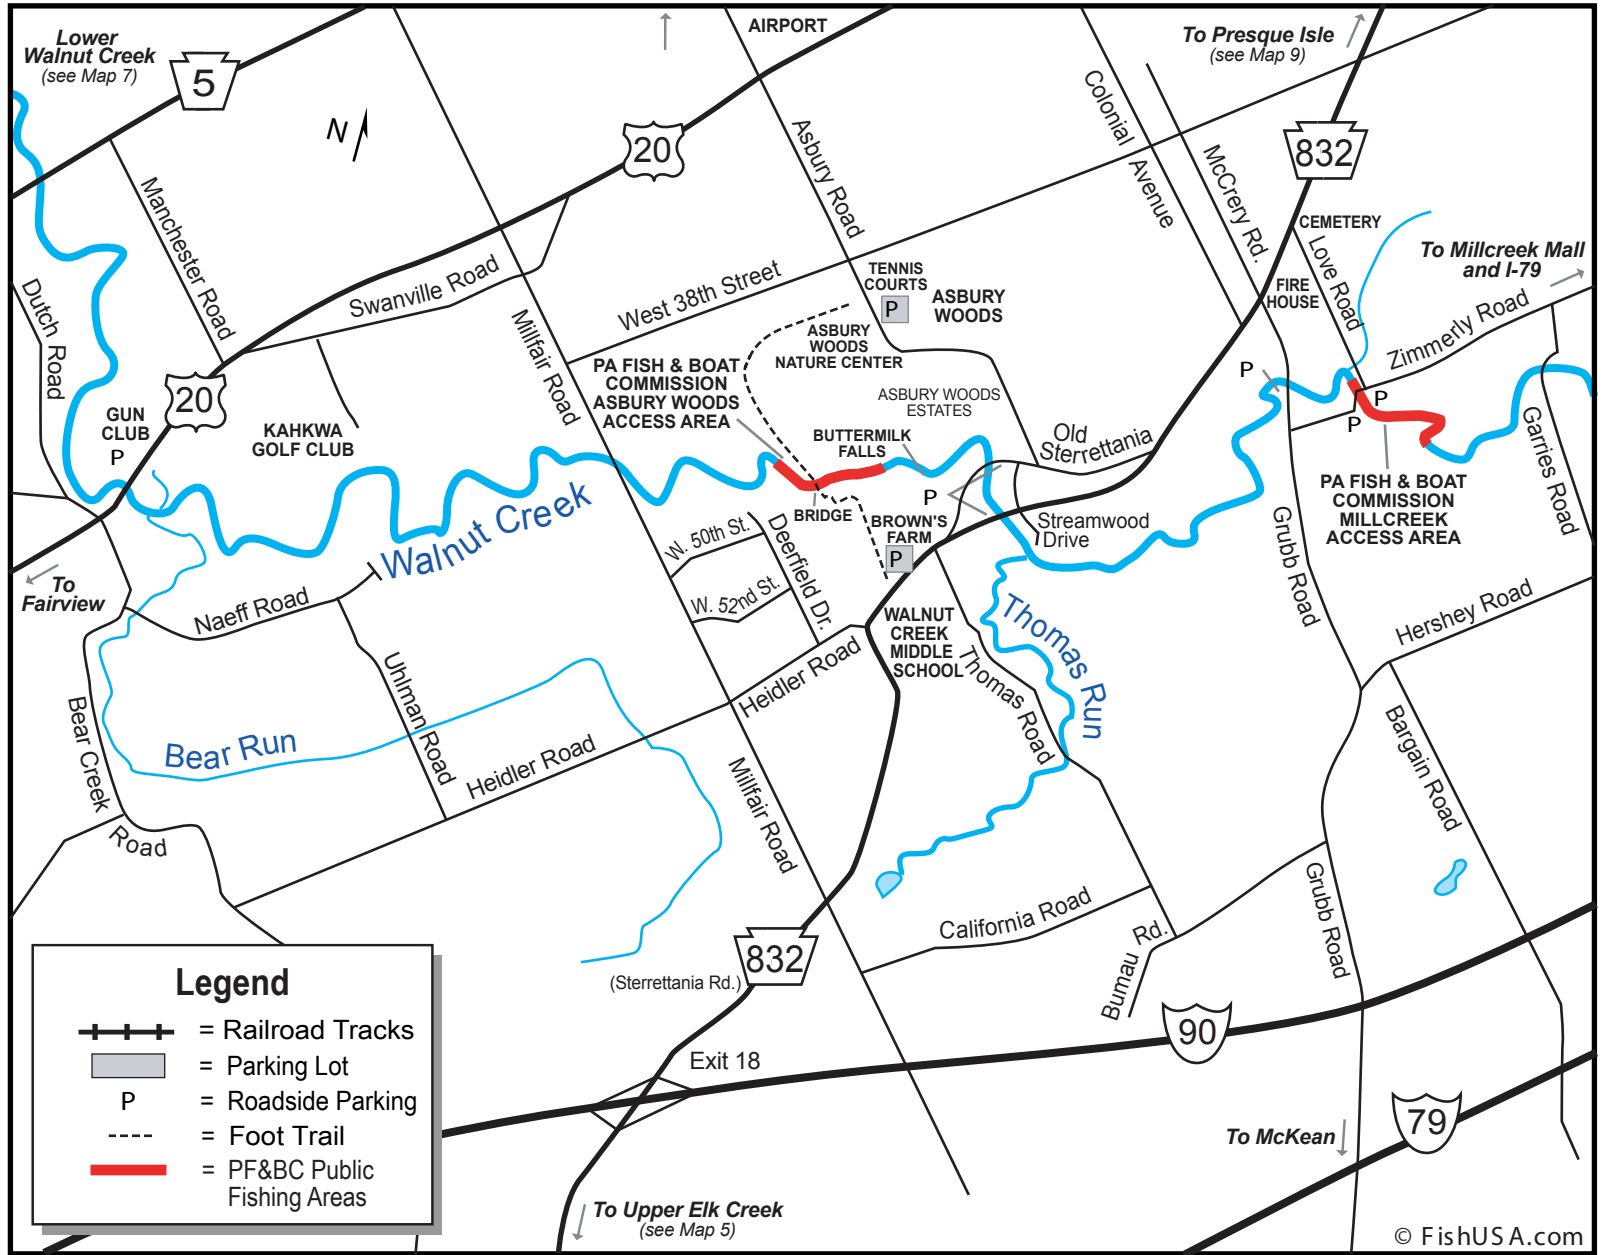 Lower
Walnut Creek
(see Map 7)
5
AIRPORT
To Presque Isle
(see Map 9)
N
20
832
Colonial
Avenue
Asbury Road
McCrery Rd.
CEMETERY
Love Road
To Millcreek Mall
and I-79
Manchester Road
Dutch Road
Swanville Road
West 38th Street
TENNIS
COURTS
P
ASBURY
WOODS
FIRE
HOUSE
Zimmerly Road
Millfair Road
ASBURY
WOODS
NATURE CENTER
PA FISH & BOAT
COMMISSION
ASBURY WOODS
ACCESS AREA
ASBURY WOODS
ESTATES
P
P
P
20
GUN
CLUB
P
KAHKWA
GOLF CLUB
BUTTERMILK
FALLS
Old
Sterrettania
Garries Road
PA FISH & BOAT
COMMISSION
MILLCREEK
ACCESS AREA
Walnut Creek
P
BRIDGE
BROWN'S
FARM
P
Streamwood
Drive
W. 50th St.
Deerfield Dr.
W. 52nd St.
Grubb Road
To
Fairview
Naeff Road
Hershey Road
WALNUT
CREEK
MIDDLE
SCHOOL
Thomas Run
Thomas Road
Uhlman Road
Heidler Road
Bear Creek
Road
Bear Run
Heidler Road
Millfair Road
Bargain Road
Grubb Road
California Road
Bumau Rd.
832
(Sterrettania Rd.)
90
Exit 18
79
To McKean
To Upper Elk Creek
(see Map 5)
Legend
= Railroad Tracks
= Parking Lot
P = Roadside Parking
= Foot Trail
= PF&BC Public
Fishing Areas
© FishUSA.com